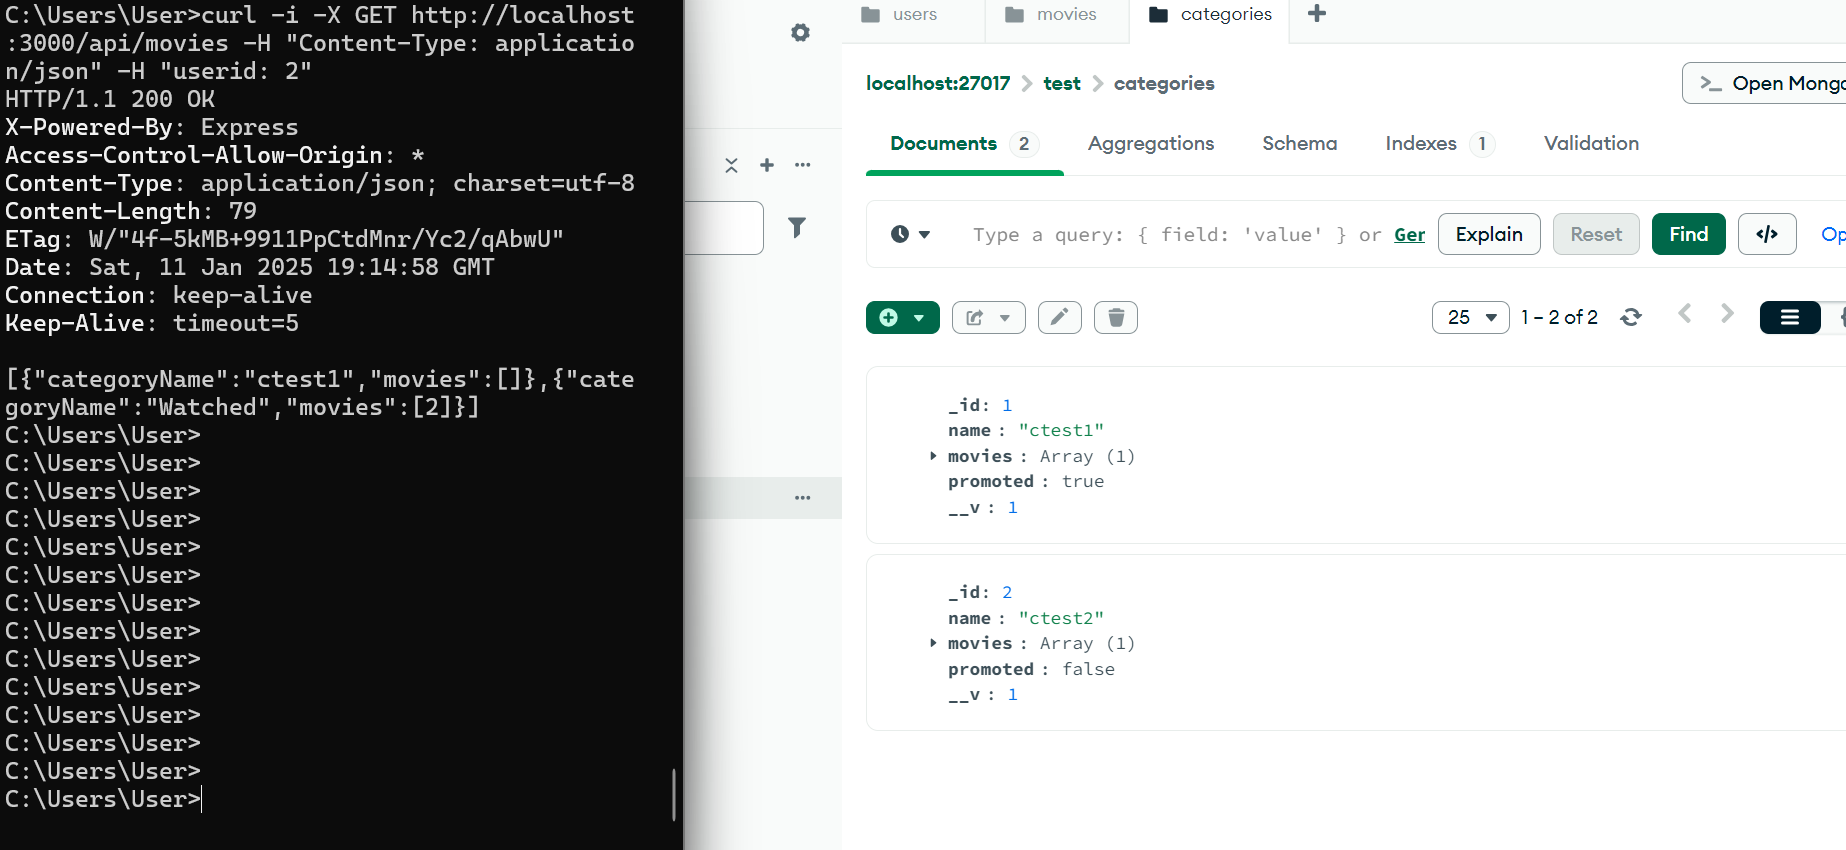 C:\Users\User>curl -i -X GET http://localhost
:3000/api/movies -H "Content-Type: applicatio
n/json" -H "userid: 2"
HTTP/1.1 200 OK
X-Powered-By: Express
Access-Control-Allow-Origin: *
Content-Type: application/json; charset=utf-8
Content-Length: 79
ETag: W/"4f-5kMB+9911PpCtdMnr/Yc2/qAbwU"
Date: Sat, 11 Jan 2025 19:14:58 GMT
Connection: keep-alive
Keep-Alive: timeout=5
[{"categoryName":"ctest1","movies":[]},{"cate
goryName":"Watched","movies":[2]}]
C:\Users\User>
C:\Users\User>
C:\Users\User>
C:\Users\User>
C:\Users\User>
C:\Users\User>
C:\Users\User>
C:\Users\User>
C:\Users\User>
C:\Users\User>
C:\Users\User>
C:\Users\User>
C:\Users\User>
C:\Users\User>
users movies categories
localhost:27017 > test > categories
>_ Open Mongo
Documents 2 Aggregations Schema Indexes 1 Validation
Type a query: { field: 'value' } or Ger Explain Reset Find </> Op
25 1 – 2 of 2
_id: 1
name : "ctest1"
movies : Array (1)
promoted : true
__v : 1
_id: 2
name : "ctest2"
movies : Array (1)
promoted : false
__v : 1